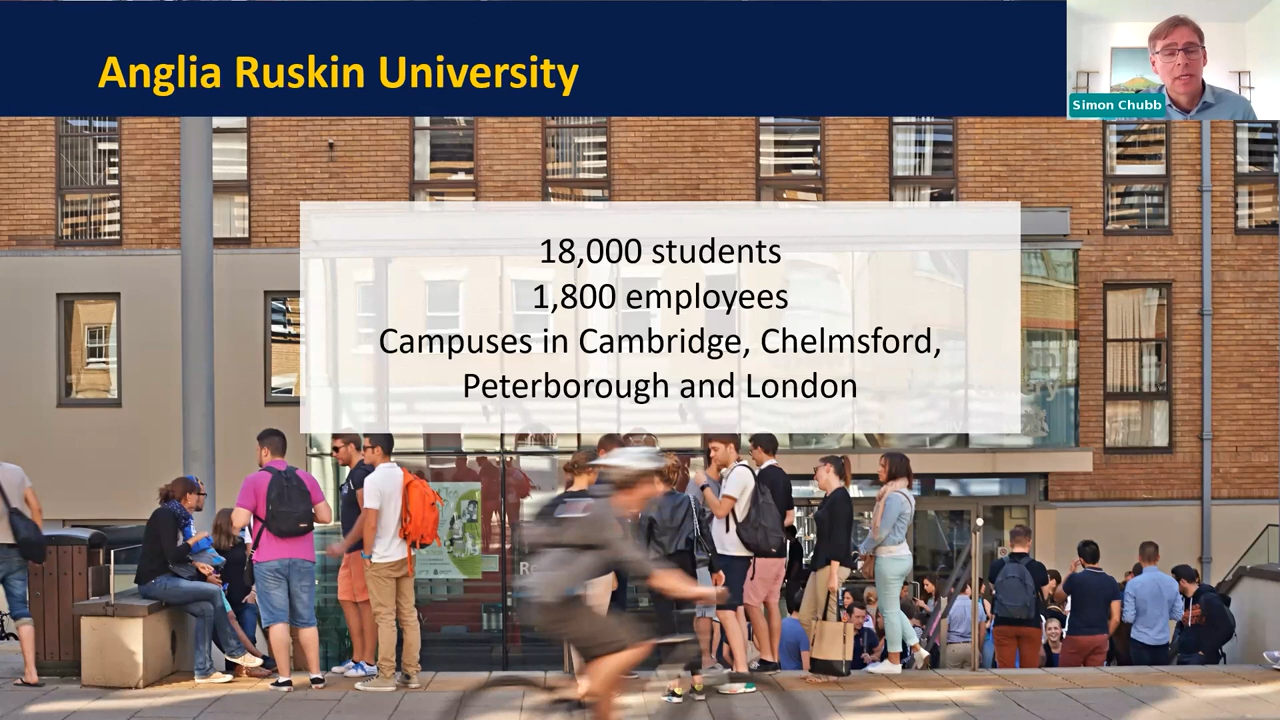 Anglia Ruskin University
Simon Chubb
18,000 students
1,800 employees
Campuses in Cambridge, Chelmsford,
Peterborough and London